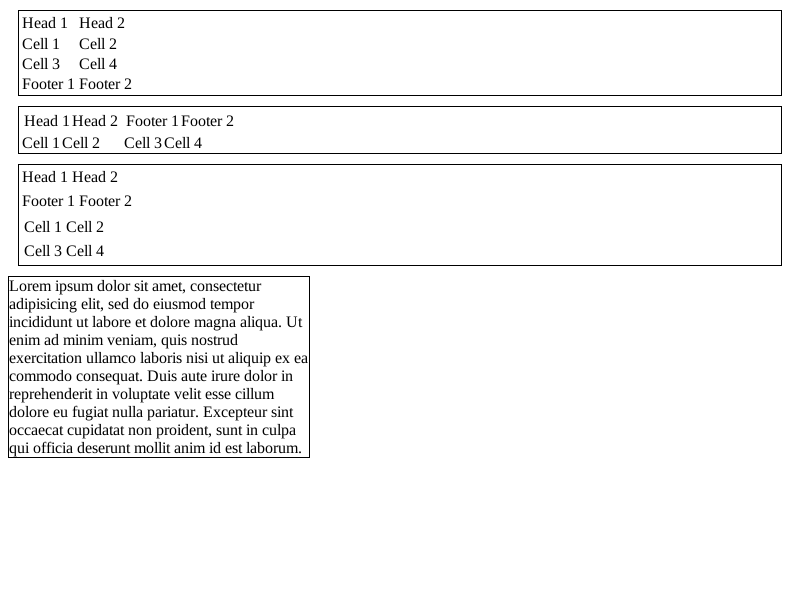 Head 1 Head 2
Cell 1 Cell 2
Cell 3 Cell 4
Footer 1 Footer 2
Head 1 Head 2 Footer 1 Footer 2
Cell 1 Cell 2 Cell 3 Cell 4
Head 1 Head 2
Footer 1 Footer 2
Cell 1 Cell 2
Cell 3 Cell 4
Lorem ipsum dolor sit amet, consectetur
adipisicing elit, sed do eiusmod tempor
incididunt ut labore et dolore magna aliqua. Ut
enim ad minim veniam, quis nostrud
exercitation ullamco laboris nisi ut aliquip ex ea
commodo consequat. Duis aute irure dolor in
reprehenderit in voluptate velit esse cillum
dolore eu fugiat nulla pariatur. Excepteur sint
occaecat cupidatat non proident, sunt in culpa
qui officia deserunt mollit anim id est laborum.